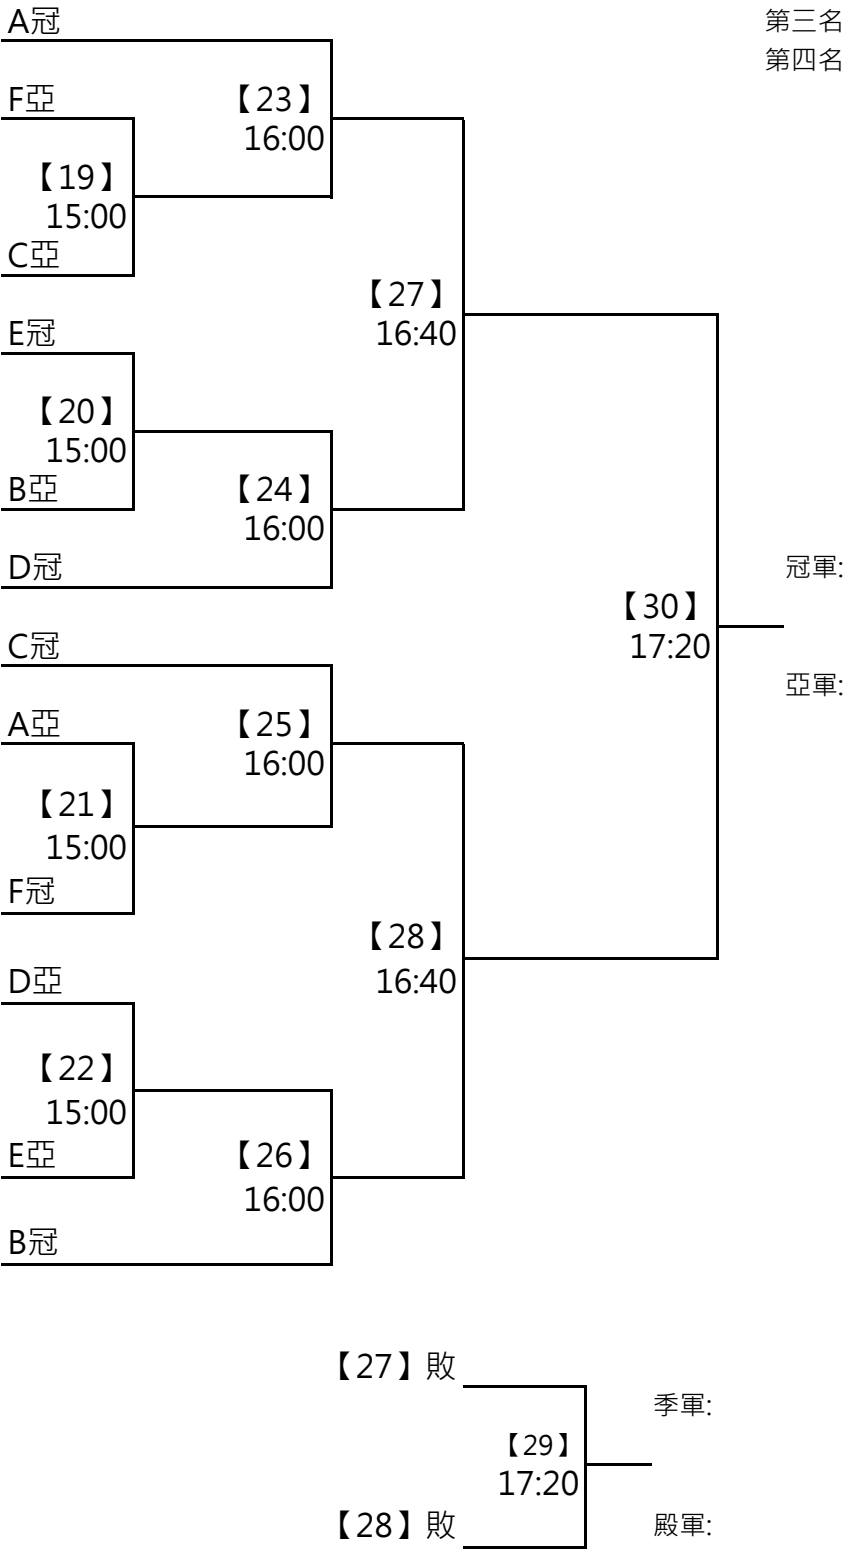 A冠
第三名
第四名
F亞
【23】
16:00
【19】
15:00
C亞
【27】
16:40
E冠
【20】
15:00
B亞
【24】
16:00
D冠
冠軍:
【30】
17:20
亞軍:
C冠
A亞
【25】
16:00
【21】
15:00
F冠
【28】
16:40
D亞
【22】
15:00
E亞
【26】
16:00
B冠
【27】敗
季軍:
【29】
17:20
【28】敗
殿軍: